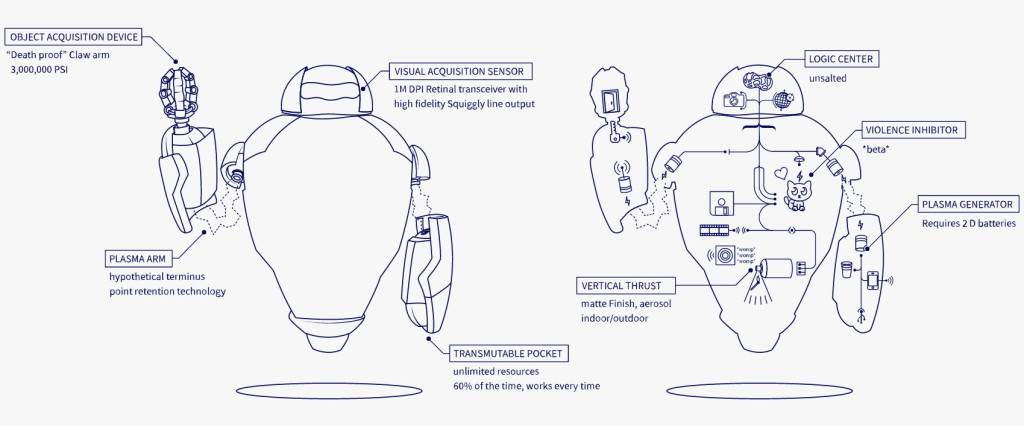 OBJECT ACQUISITION DEVICE
“Death proof” Claw arm
3,000,000 PSI
VISUAL ACQUISITION SENSOR
1M DPI Retinal transceiver with
high fidelity Squiggly line output
PLASMA ARM
hypothetical terminus
point retention technology
TRANSMUTABLE POCKET
unlimited resources
60% of the time, works every time
LOGIC CENTER
unsalted
VIOLENCE INHIBITOR
*beta*
PLASMA GENERATOR
Requires 2 D batteries
"womp"
"womp"
"womp"
VERTICAL THRUST
matte Finish, aerosol
indoor/outdoor